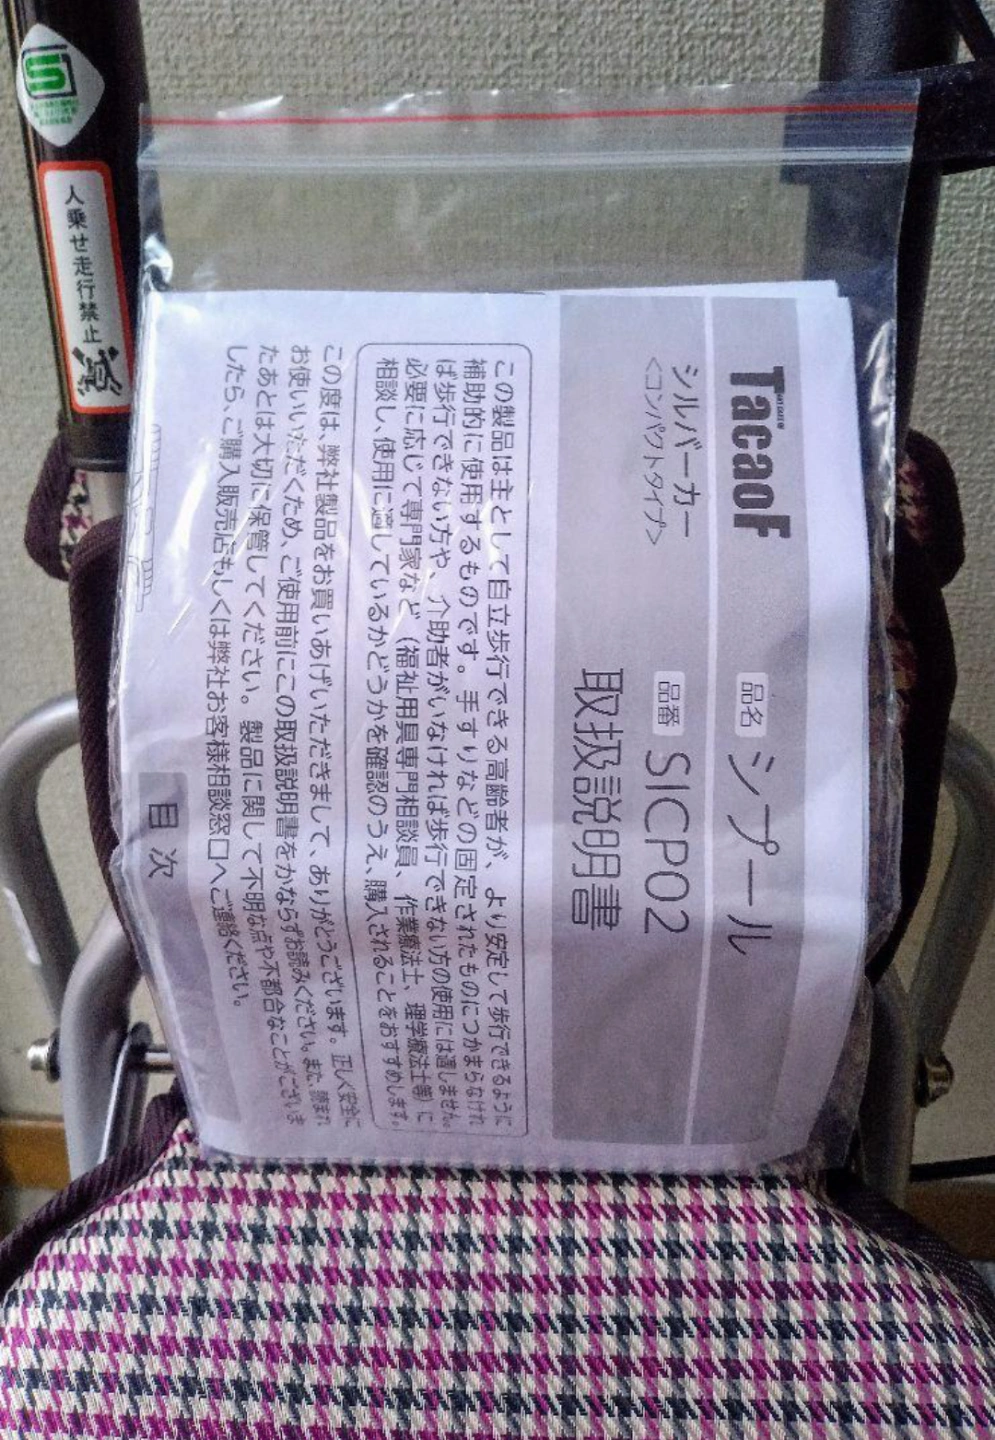 人乗せ走行禁止
Tacaof
シルバーカー
<コンパクトタイプ>
品名 シプール
品番 SICP02
取扱説明書
この製品は主として自立歩行できる高齢者が、より安定して歩行できるように
補助的に使用するものです。手すりなどの固定されたものにつかまらなけれ
ば歩行できない方や、介助者がいなければ歩行できない方の使用には適しません。
必要に応じて専門家など(福祉用具専門相談員、作業療法士、理学療法士等)に
相談し、使用に適しているかどうかを確認のうえ、購入されることをおすすめします。
この度は、弊社製品をお買いあげいただきまして、ありがとうございます。正しく安全に
お使いいただくため、ご使用前にこの取扱説明書をかならずお読みください。また、読まれ
たあとは大切に保管してください。製品に関して不明な点や不都合なことがございま
したら、ご購入販売店もしくは弊社お客様相談窓口へご連絡ください。
目次